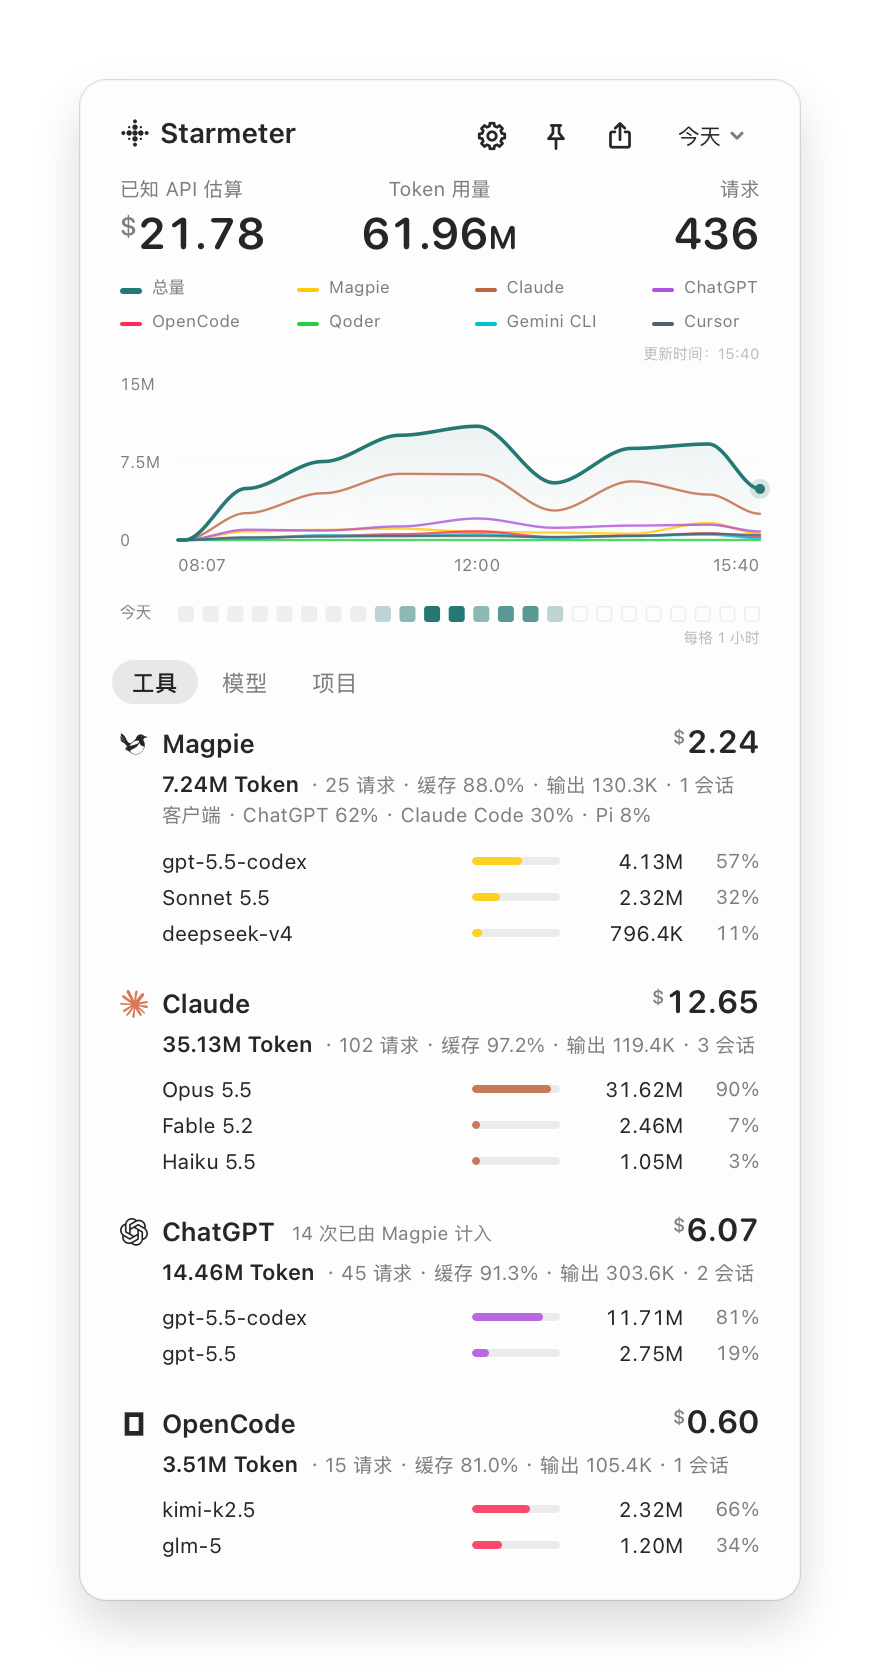 Starmeter 今天
已知 API 估算 Token 用量 请求
$21.78 61.96M 436
总量 Magpie Claude ChatGPT
OpenCode Qoder Gemini CLI Cursor
更新时间：15:40
15M
7.5M
0
08:07 12:00 15:40
今天
每格 1 小时
工具 模型 项目
Magpie $2.24
7.24M Token · 25 请求 · 缓存 88.0% · 输出 130.3K · 1 会话
客户端 · ChatGPT 62% · Claude Code 30% · Pi 8%
gpt-5.5-codex 4.13M 57%
Sonnet 5.5 2.32M 32%
deepseek-v4 796.4K 11%
Claude $12.65
35.13M Token · 102 请求 · 缓存 97.2% · 输出 119.4K · 3 会话
Opus 5.5 31.62M 90%
Fable 5.2 2.46M 7%
Haiku 5.5 1.05M 3%
ChatGPT 14 次已由 Magpie 计入 $6.07
14.46M Token · 45 请求 · 缓存 91.3% · 输出 303.6K · 2 会话
gpt-5.5-codex 11.71M 81%
gpt-5.5 2.75M 19%
OpenCode $0.60
3.51M Token · 15 请求 · 缓存 81.0% · 输出 105.4K · 1 会话
kimi-k2.5 2.32M 66%
glm-5 1.20M 34%